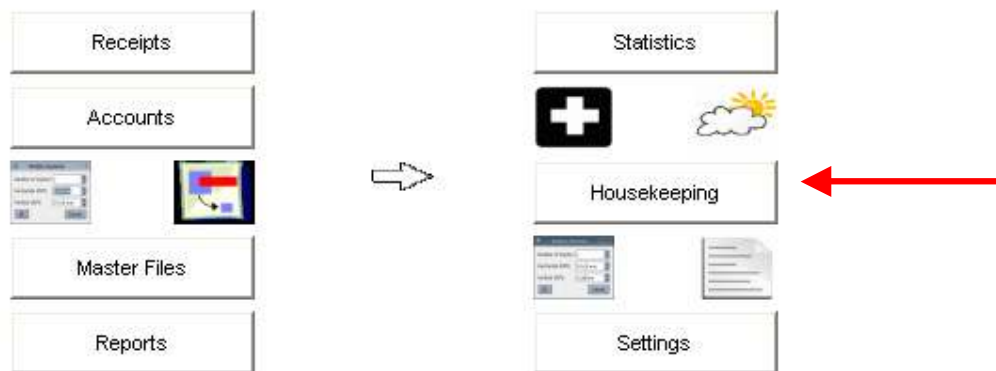 Receipts
Accounts
Master Files
Reports
Statistics
Housekeeping
Settings